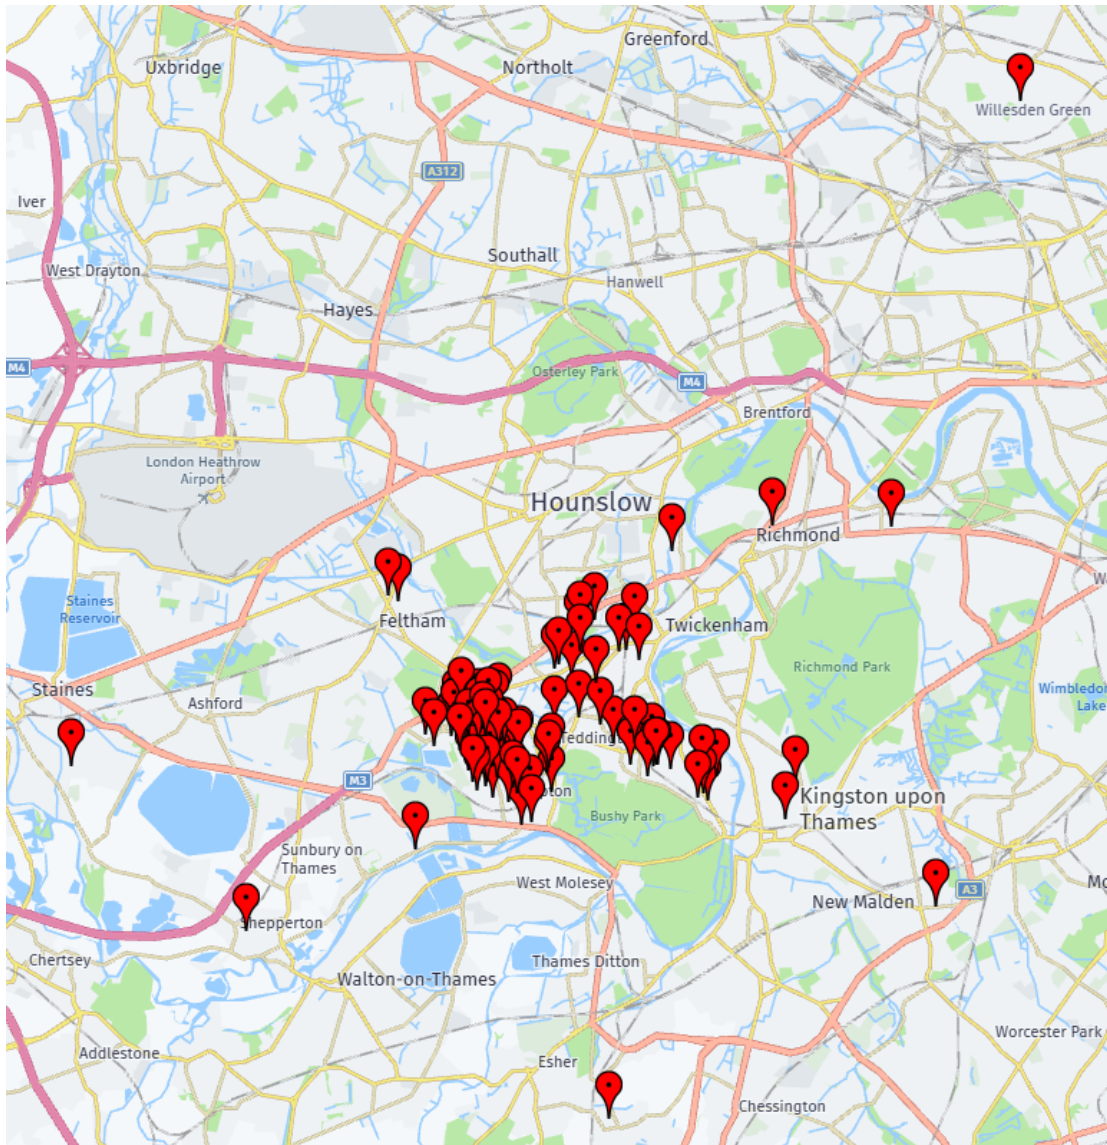 Greenford
Uxbridge
Northolt
Willesden Green
A312
Iver
Southall
West Drayton
Hanwell
Hayes
M4
Osterley Park
M4
Brentford
London Heathrow
Airport
Hounslow
Richmond
Staines
Reservoir
Feltham
Twickenham
Richmond Park
Staines
Ashford
Wimbledo
Lake
Tedding
M3
Kingston upon
Thames
Bushy Park
Sunbury on
Thames
West Molesey
A3
New Malden
Shepperton
Chertsey
Thames Ditton
Walton-on-Thames
Worcester Park
Addlestone
Esher
Chessington